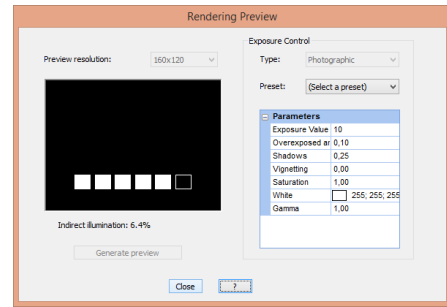 Rendering Preview
Preview resolution:
160x120
Indirect illumination: 6.4%
Generate preview
Exposure Control
Type:
Photographic
Preset:
(Select a preset)
Parameters
Exposure Value 10
Overexposed ar 0,10
Shadows 0,25
Vignetting 0,00
Saturation 1,00
White 255; 255; 255
Gamma 1,00
Close
?